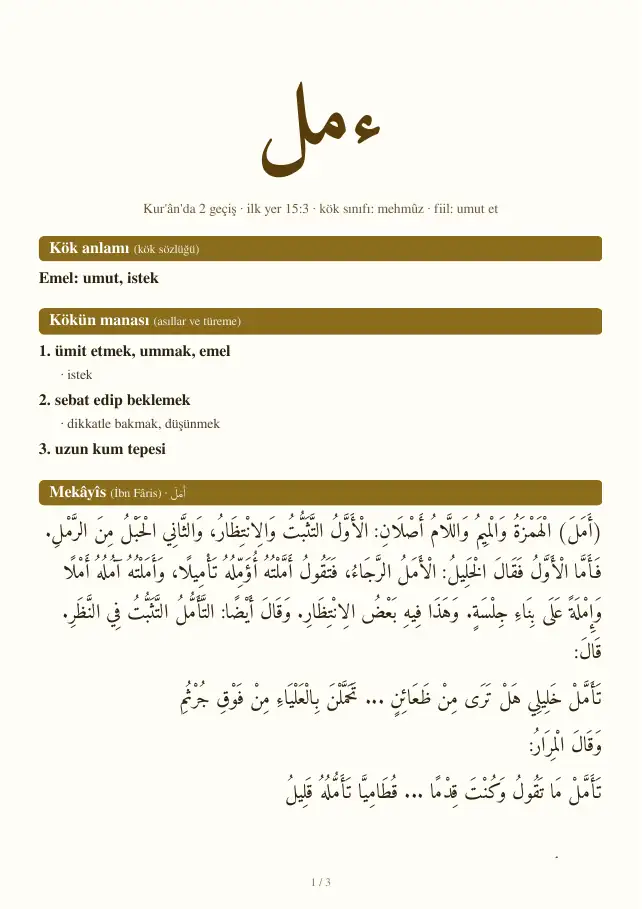 ءمل
Kur'ân'da 2 geçiş · ilk yer 15:3 · kök sınıfı: mehmûz · fiil: umut et
Kök anlamı (kök sözlüğü)
Emel: umut, istek
Kökün manası (asıllar ve türeme)
1. ümit etmek, ummak, emel
· istek
2. sebat edip beklemek
· dikkatle bakmak, düşünmek
3. uzun kum tepesi
Mekâyîs (İbn Fâris) · أَمَلَ
(أَمَلَ) الْهَمْزَةُ وَالْمِيمُ وَاللَّامُ أَصْلَانِ: الْأَوَّلُ التَّثَبُّتُ وَالِانْتِظَارُ، وَالثَّانِي الْحَبْلُ مِنَ الرَّمْلِ.
فَأَمَّا الْأَوَّلُ فَقَالَ الْخَلِيلُ: الْأَمَلُ الرَّجَاءُ، فَتَقُولُ أَمَّلْتُهُ أُؤَمِّلُهُ تَأْمِيلًا، وَأَمَلْتُهُ آمُلُهُ أَمْلًا
وَإِمْلَةً عَلَى بِنَاءِ جِلْسَةٍ. وَهَذَا فِيهِ بَعْضُ الِانْتِظَارِ. وَقَالَ أَيْضًا: التَّأَمُّلُ التَّثَبُّتُ فِي النَّظَرِ.
قَالَ:
تَأَمَّلْ خَلِيلِي هَلْ تَرَى مِنْ ظَعَائِنٍ ... تَحَمَّلْنَ بِالْعَلْيَاءِ مِنْ فَوْقِ جُرْثُمِ
وَقَالَ الْمِرَارُ:
تَأَمَّلْ مَا تَقُولُ وَكُنْتَ قِدْمًا ... قُطَامِيًّا تَأَمُّلُهُ قَلِيلُ
1 / 3